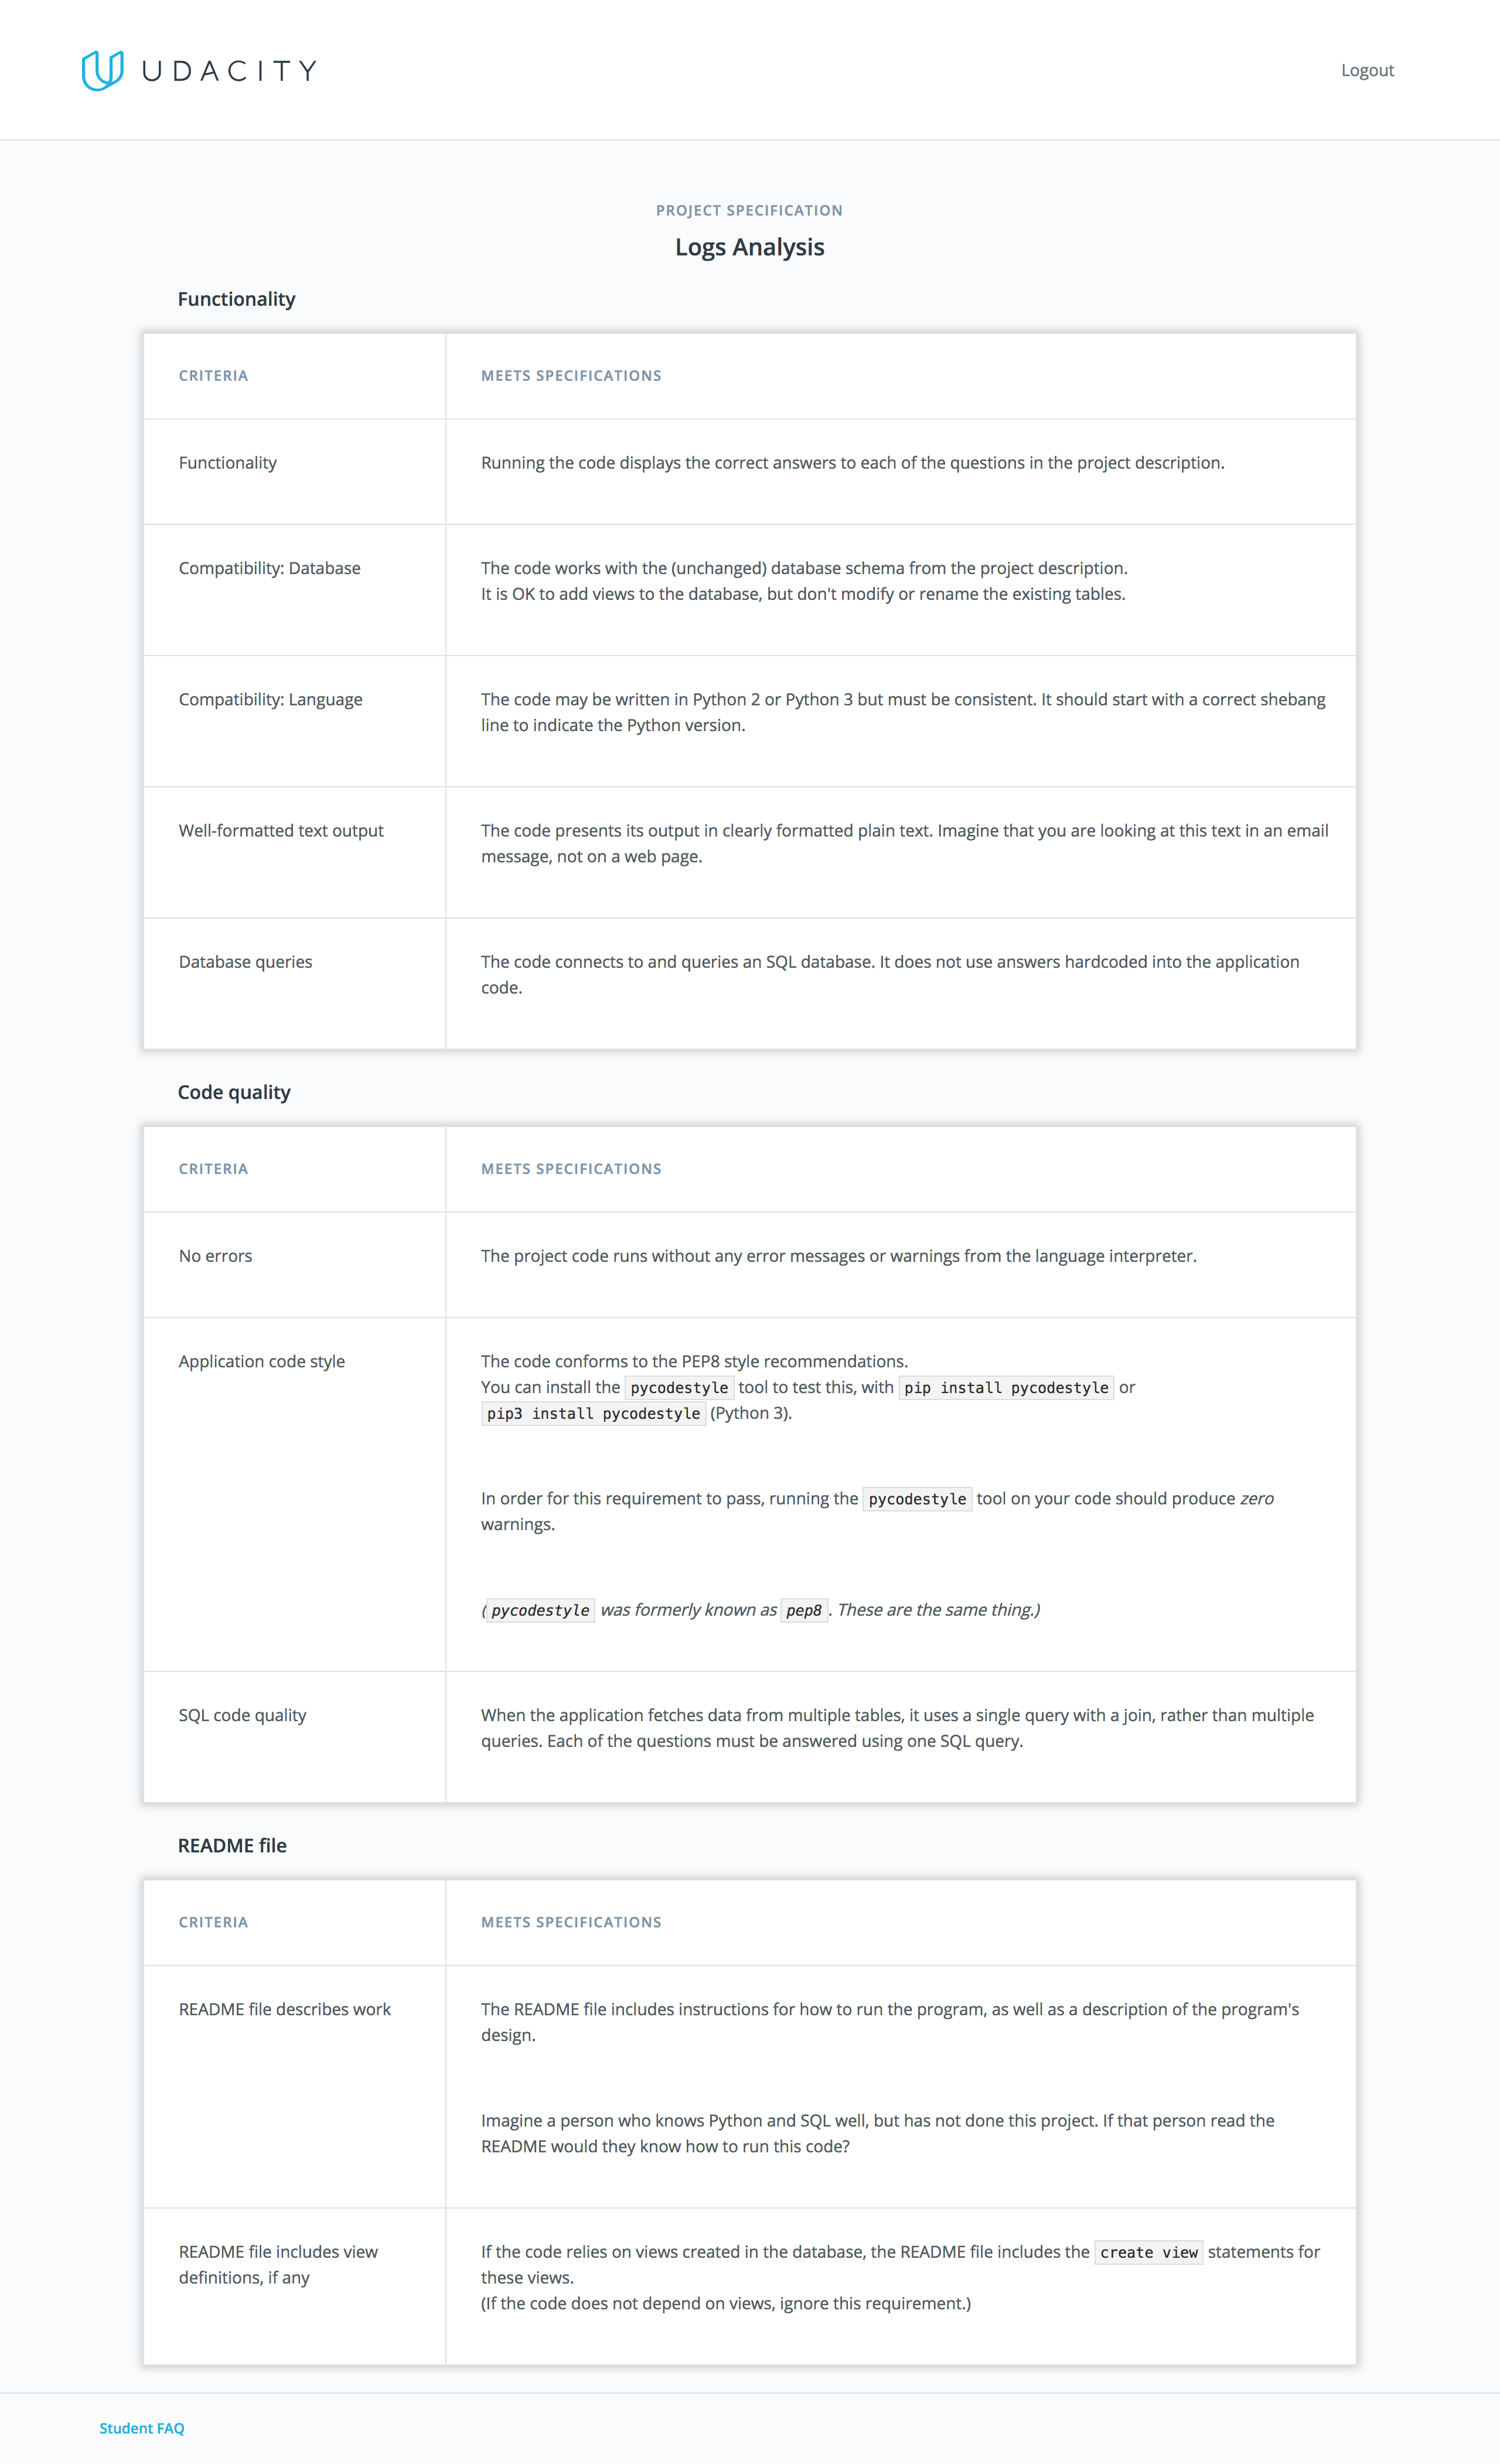 UDACITY
Logout
PROJECT SPECIFICATION
Logs Analysis
Functionality
CRITERIA
MEETS SPECIFICATIONS
Functionality
Running the code displays the correct answers to each of the questions in the project description.
Compatibility: Database
The code works with the (unchanged) database schema from the project description.
It is OK to add views to the database, but don't modify or rename the existing tables.
Compatibility: Language
The code may be written in Python 2 or Python 3 but must be consistent. It should start with a correct shebang
line to indicate the Python version.
Well-formatted text output
The code presents its output in clearly formatted plain text. Imagine that you are looking at this text in an email
message, not on a web page.
Database queries
The code connects to and queries an SQL database. It does not use answers hardcoded into the application
code.
Code quality
CRITERIA
MEETS SPECIFICATIONS
No errors
The project code runs without any error messages or warnings from the language interpreter.
Application code style
The code conforms to the PEP8 style recommendations.
You can install the pycodestyle tool to test this, with pip install pycodestyle or
pip3 install pycodestyle (Python 3).
In order for this requirement to pass, running the pycodestyle tool on your code should produce zero
warnings.
(pycodestyle was formerly known as pep8. These are the same thing.)
SQL code quality
When the application fetches data from multiple tables, it uses a single query with a join, rather than multiple
queries. Each of the questions must be answered using one SQL query.
README file
CRITERIA
MEETS SPECIFICATIONS
README file describes work
The README file includes instructions for how to run the program, as well as a description of the program's
design.
Imagine a person who knows Python and SQL well, but has not done this project. If that person read the
README would they know how to run this code?
README file includes view
definitions, if any
If the code relies on views created in the database, the README file includes the create view statements for
these views.
(If the code does not depend on views, ignore this requirement.)
Student FAQ